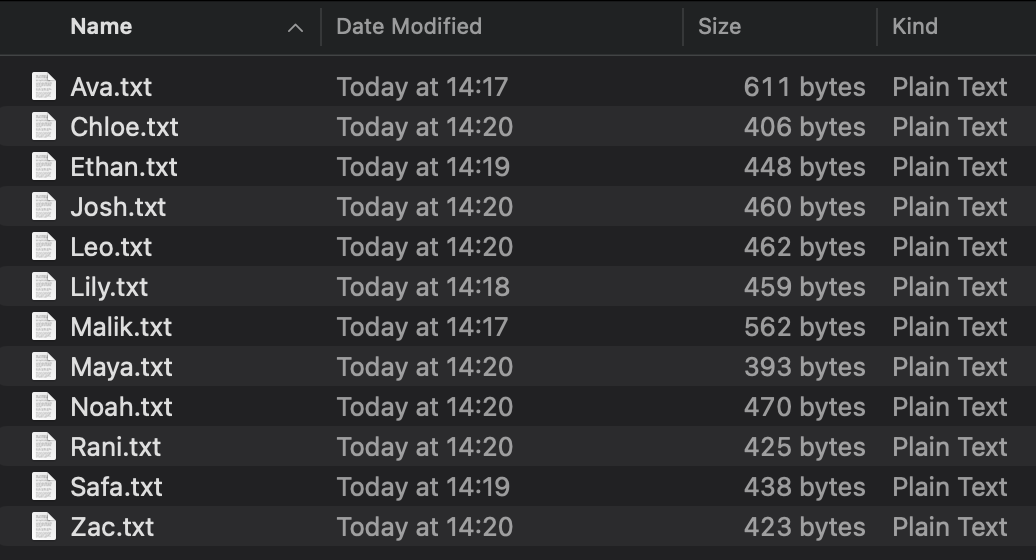 Name Date Modified Size Kind
Ava.txt Today at 14:17 611 bytes Plain Text
Chloe.txt Today at 14:20 406 bytes Plain Text
Ethan.txt Today at 14:19 448 bytes Plain Text
Josh.txt Today at 14:20 460 bytes Plain Text
Leo.txt Today at 14:20 462 bytes Plain Text
Lily.txt Today at 14:18 459 bytes Plain Text
Malik.txt Today at 14:17 562 bytes Plain Text
Maya.txt Today at 14:20 393 bytes Plain Text
Noah.txt Today at 14:20 470 bytes Plain Text
Rani.txt Today at 14:20 425 bytes Plain Text
Safa.txt Today at 14:19 438 bytes Plain Text
Zac.txt Today at 14:20 423 bytes Plain Text